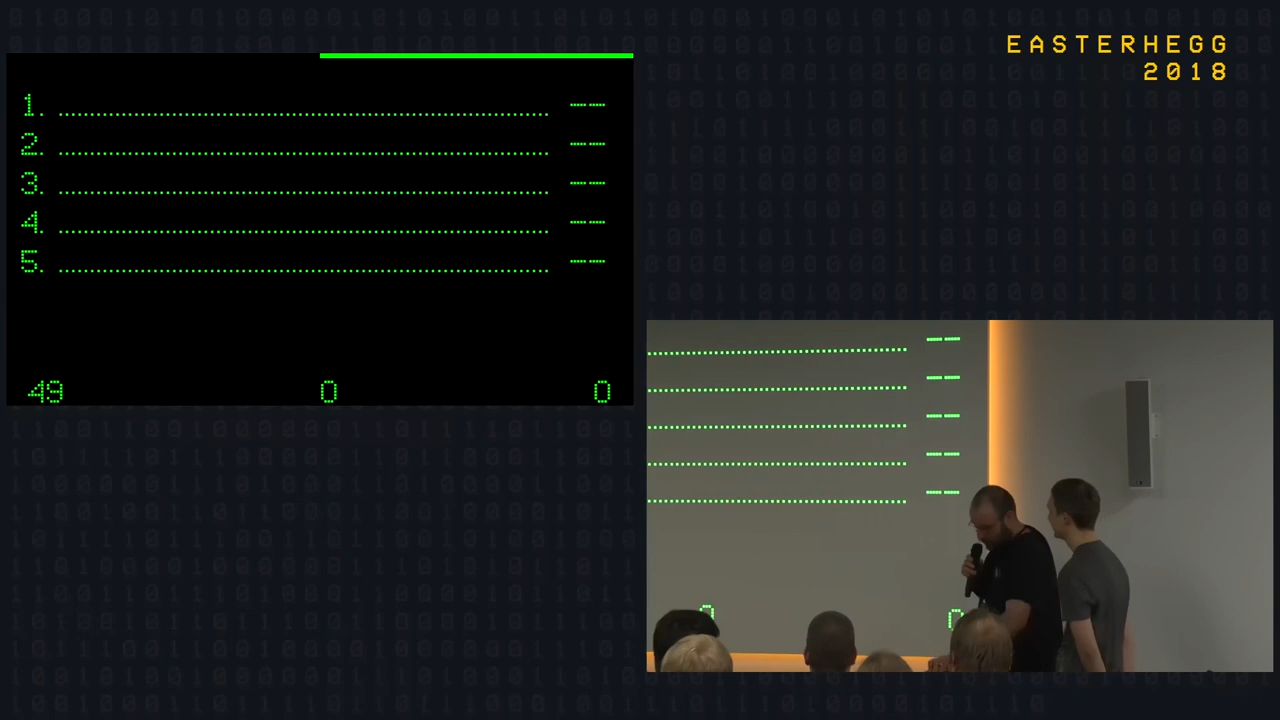 EASTERHEGG
2018
1. ............................................................... ----
2. ............................................................... ----
3. ............................................................... ----
4. ............................................................... ----
5. ............................................................... ----
49 0 0